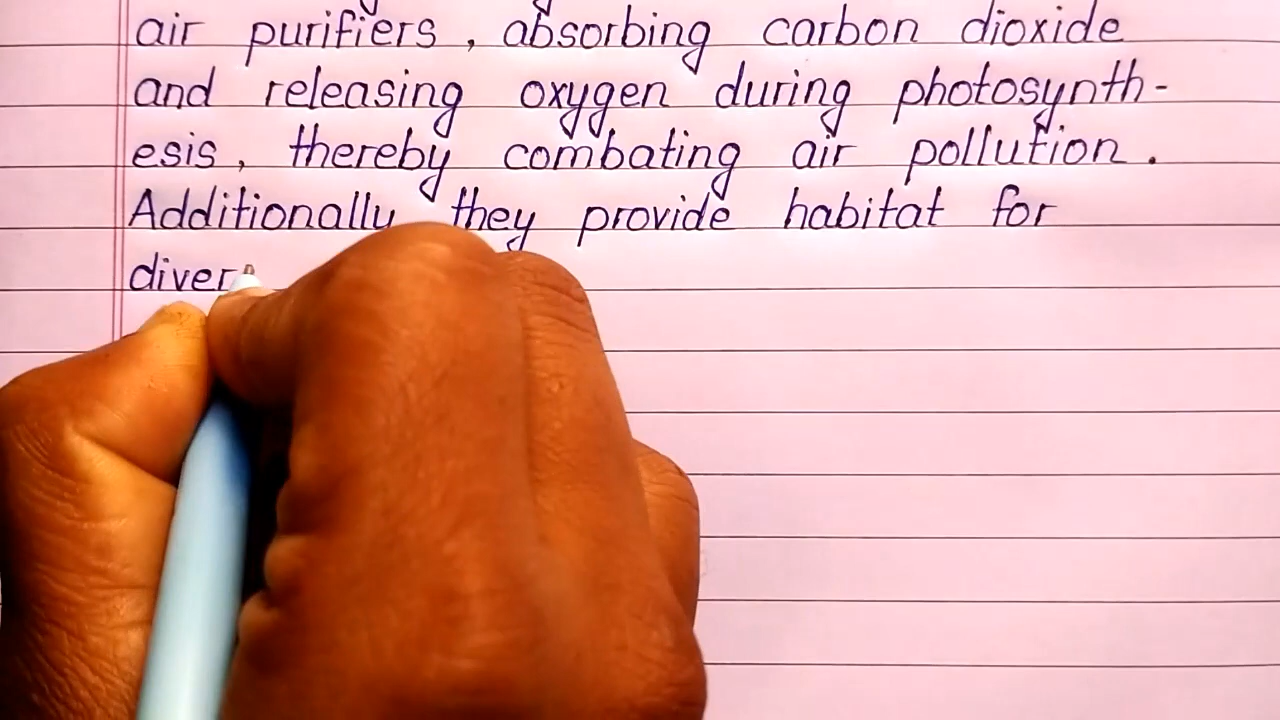 air purifiers, absorbing carbon dioxide
and releasing oxygen during photosynth-
esis, thereby combating air pollution.
Additionally they provide habitat for
diver